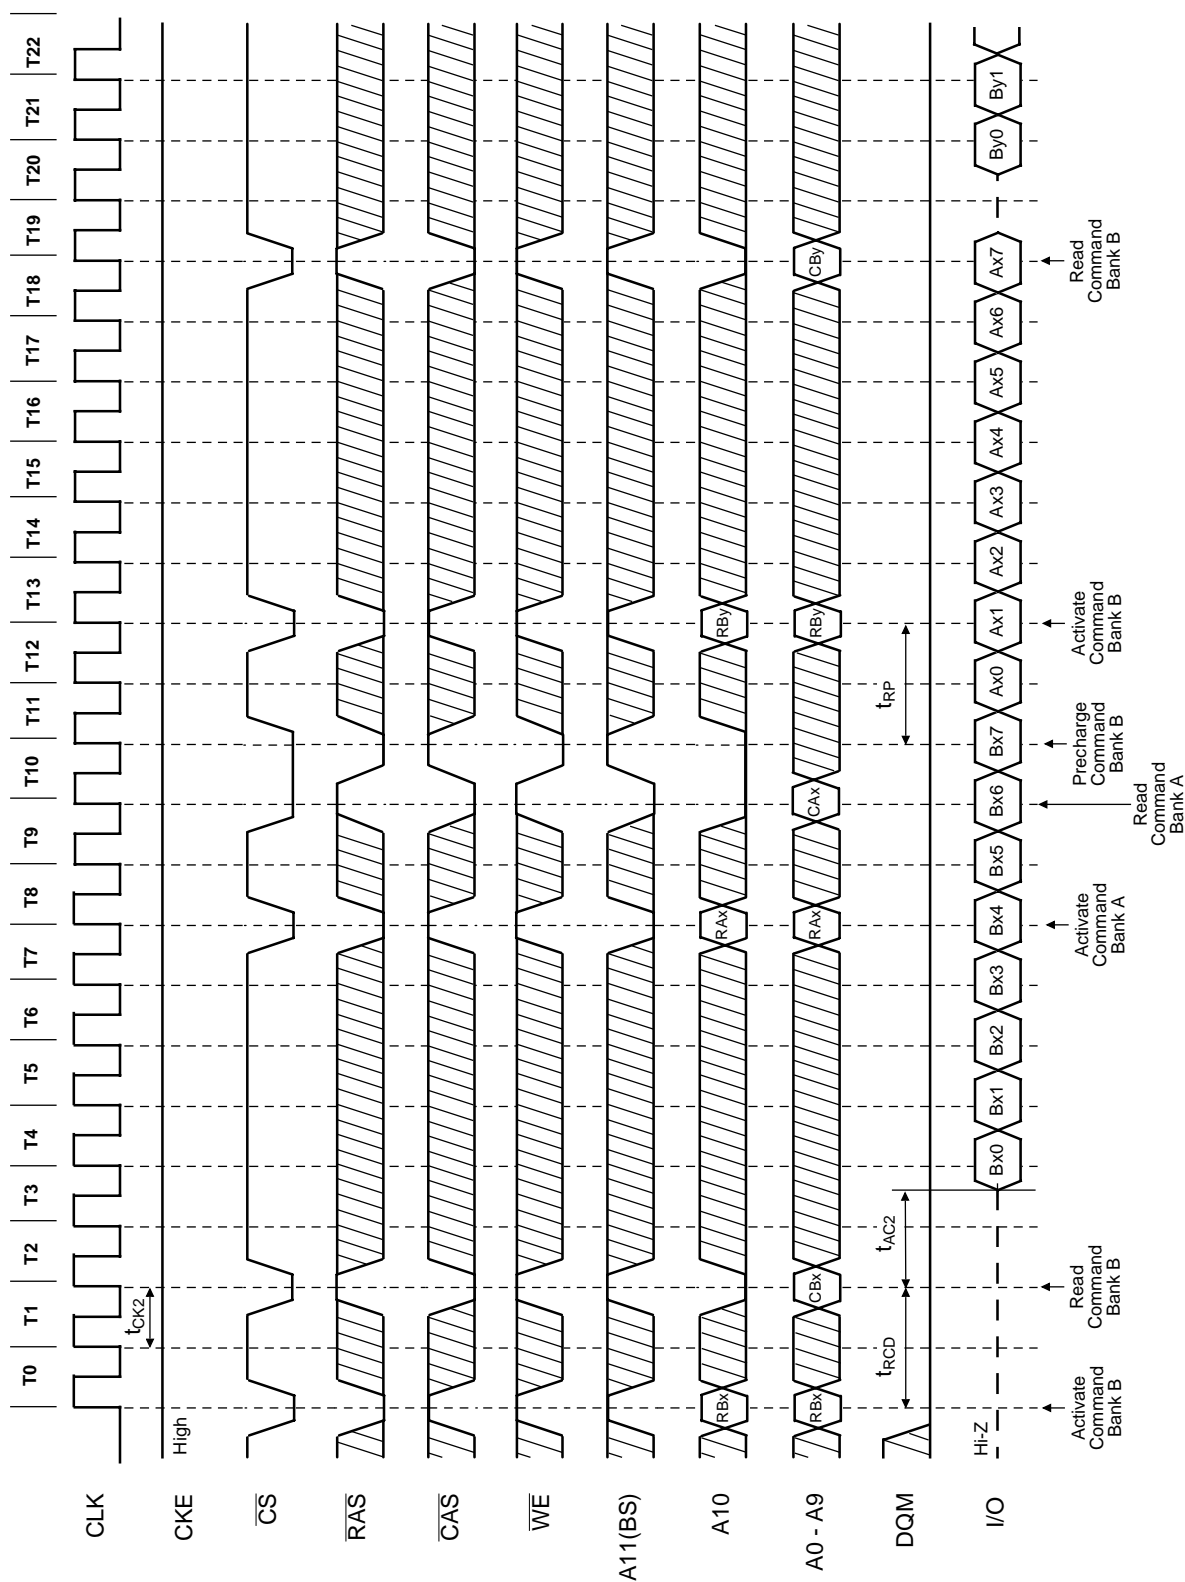 T0 T1 T2 T3 T4 T5 T6 T7 T8 T9 T10 T11 T12 T13 T14 T15 T16 T17 T18 T19 T20 T21 T22
CLK
tCK2
CKE
High
CS
RAS
CAS
WE
A11(BS)
A10
RBx RAx RBy
A0 - A9
RBx CBx RAx CAx RBy CBy
DQM
tRCD tAC2 tRP
I/O
Hi-Z
Bx0 Bx1 Bx2 Bx3 Bx4 Bx5 Bx6 Bx7 Ax0 Ax1 Ax2 Ax3 Ax4 Ax5 Ax6 Ax7 By0 By1
Activate
Command
Bank B
Read
Command
Bank B
Activate
Command
Bank A
Read
Command
Bank A
Precharge
Command
Bank B
Activate
Command
Bank B
Read
Command
Bank B